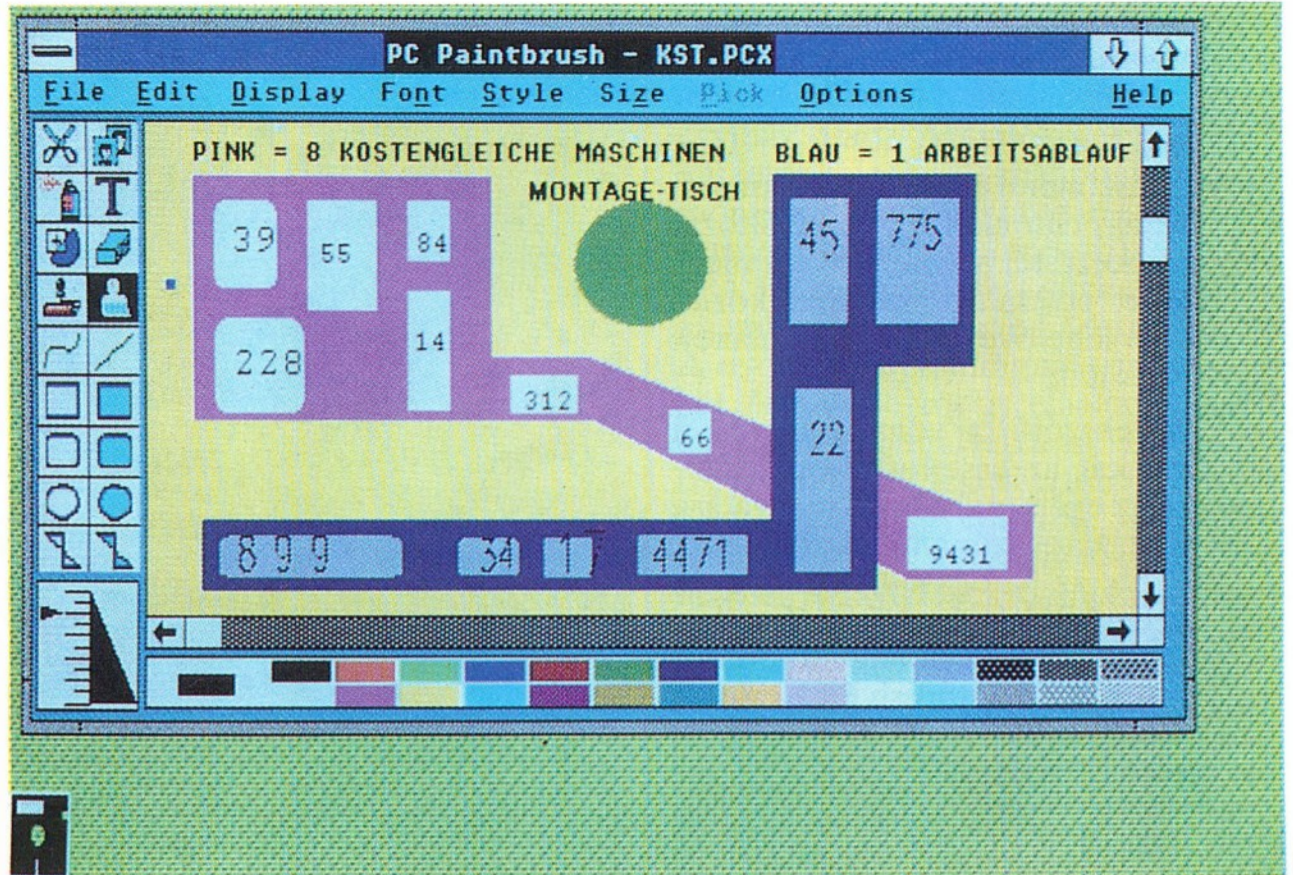 PC Paintbrush - KST.PCX
File Edit Display Font Style Size Pick Options Help
PINK = 8 KOSTENGLEICHE MASCHINEN BLAU = 1 ARBEITSABLAUF
MONTAGE-TISCH
39 55 84 45 775
228 14
312 66 22
899 34 17 4471 9431